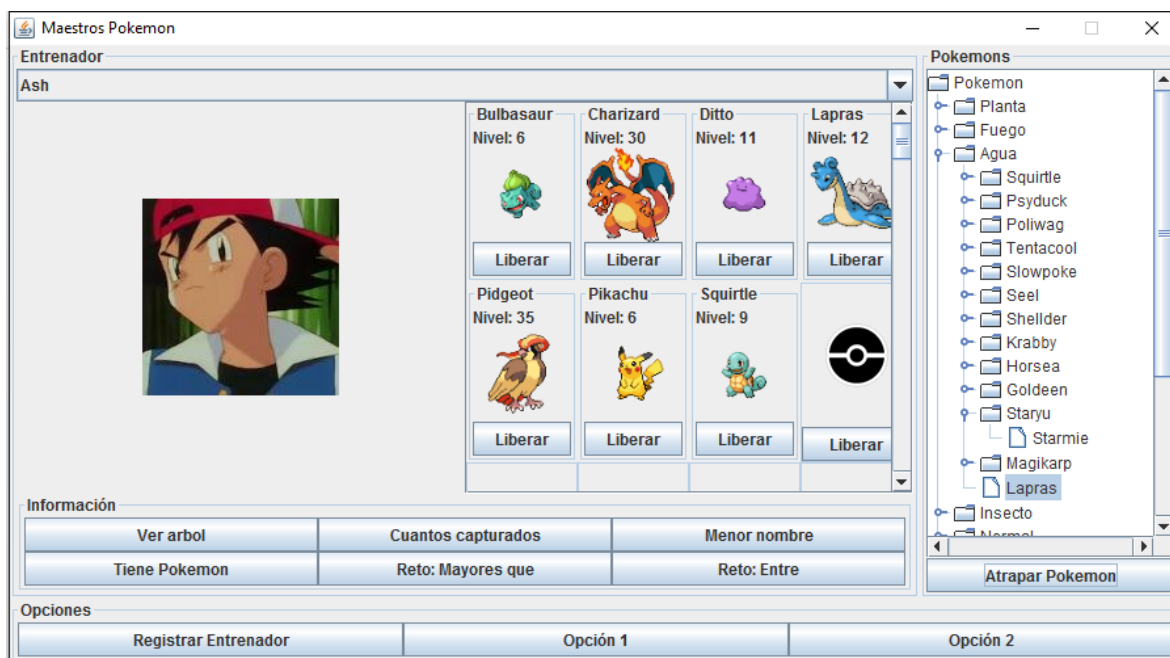 Maestros Pokemon
Entrenador
Ash
Bulbasaur
Nivel: 6
Liberar
Charizard
Nivel: 30
Liberar
Ditto
Nivel: 11
Liberar
Lapras
Nivel: 12
Liberar
Pidgeot
Nivel: 35
Liberar
Pikachu
Nivel: 6
Liberar
Squirtle
Nivel: 9
Liberar
Liberar
Información
Ver arbol
Cuantos capturados
Menor nombre
Tiene Pokemon
Reto: Mayores que
Reto: Entre
Pokemons
Pokemon
Planta
Fuego
Agua
Squirtle
Psyduck
Poliwag
Tentacool
Slowpoke
Seel
Shellder
Krabby
Horsea
Goldeen
Staryu
Starmie
Magikarp
Lapras
Insecto
Normal
Atrapar Pokemon
Opciones
Registrar Entrenador
Opción 1
Opción 2